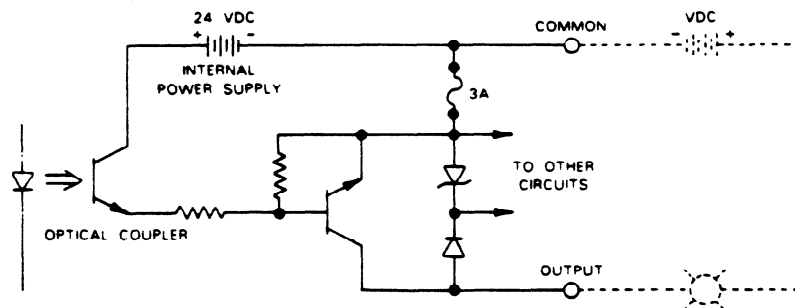 24 VDC
+ -
INTERNAL
POWER SUPPLY
COMMON
VDC
- +
3A
TO OTHER
CIRCUITS
OPTICAL COUPLER
OUTPUT